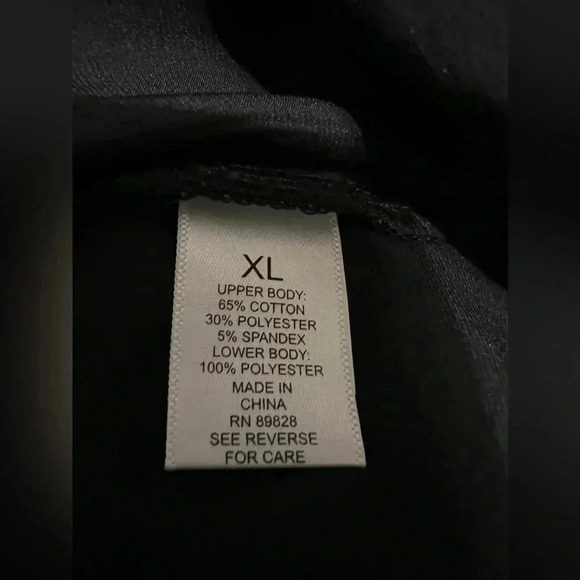 XL
UPPER BODY:
65% COTTON
30% POLYESTER
5% SPANDEX
LOWER BODY:
100% POLYESTER
MADE IN
CHINA
RN 89828
SEE REVERSE
FOR CARE